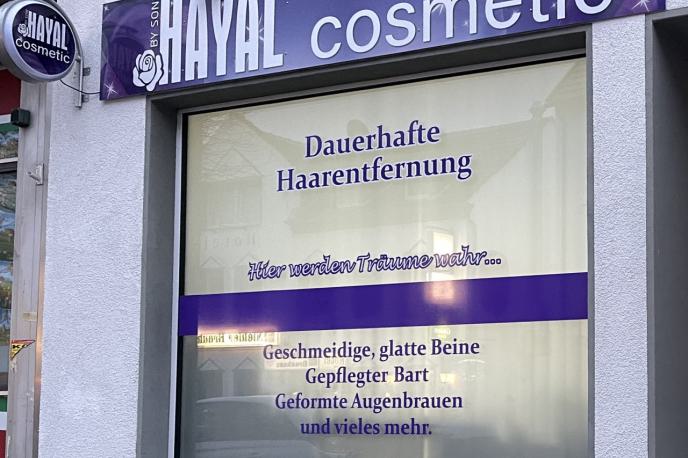 HAYAL
cosmetic
BY SON
HAYAL cosmetic
Dauerhafte
Haarentfernung
Hier werden Träume wahr...
Geschmeidige, glatte Beine
Gepflegter Bart
Geformte Augenbrauen
und vieles mehr.